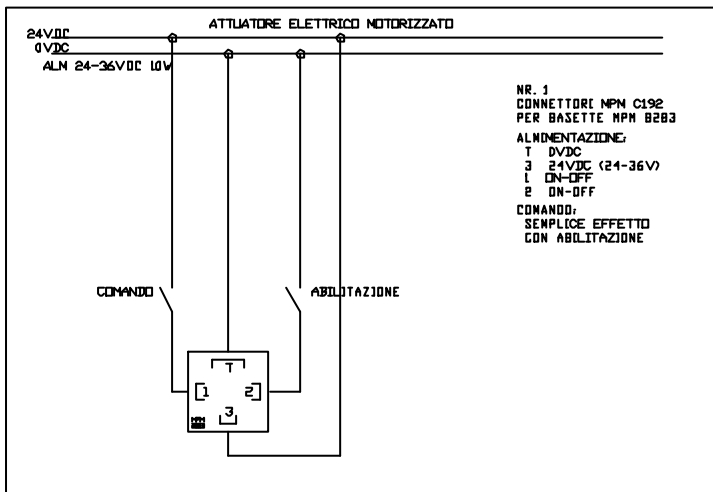 ATTUATORE ELETTRICO MOTORIZZATO
24VDC
0VDC
ALM 24-36VDC 10W
NR. 1
CONNETTORE MPM C192
PER BASETTE MPM B283
ALIMENTAZIONE:
T 0VDC
3 24VDC (24-36V)
1 ON-OFF
2 ON-OFF
COMANDO:
SEMPLICE EFFETTO
CON ABILITAZIONE
COMANDO
ABILITAZIONE
T
1 2
3